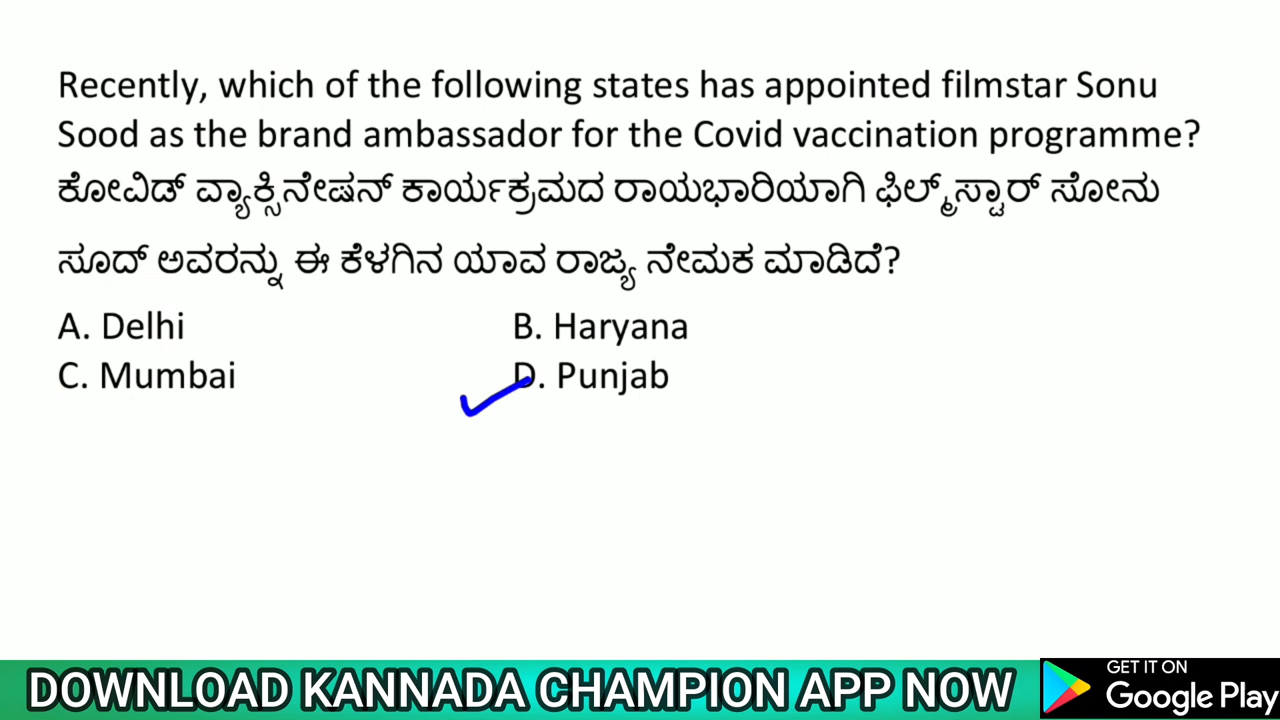 Recently, which of the following states has appointed filmstar Sonu
Sood as the brand ambassador for the Covid vaccination programme?
ಕೋವಿಡ್ ವ್ಯಾಕ್ಸಿನೇಷನ್ ಕಾರ್ಯಕ್ರಮದ ರಾಯಭಾರಿಯಾಗಿ ಫಿಲ್ಮ್‌ಸ್ಟಾರ್ ಸೋನು
ಸೂದ್ ಅವರನ್ನು ಈ ಕೆಳಗಿನ ಯಾವ ರಾಜ್ಯ ನೇಮಕ ಮಾಡಿದೆ?
A. Delhi B. Haryana
C. Mumbai D. Punjab
DOWNLOAD KANNADA CHAMPION APP NOW
GET IT ON
Google Play